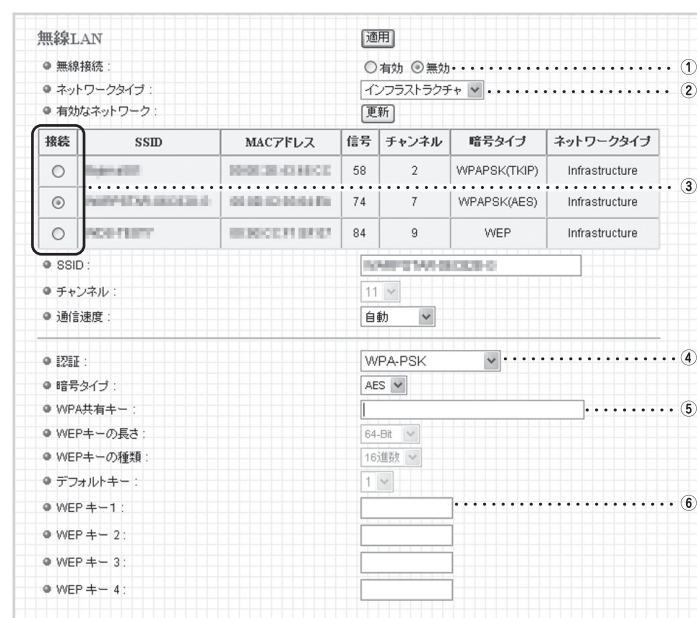 無線LAN 適用
無線接続 : 有効 無効 ①
ネットワークタイプ : インフラストラクチャ ②
有効なネットワーク : 更新
接続 SSID MACアドレス 信号 チャンネル 暗号タイプ ネットワークタイプ
58 2 WPAPSK(TKIP) Infrastructure
③
74 7 WPAPSK(AES) Infrastructure
84 9 WEP Infrastructure
SSID :
チャンネル : 11
通信速度 : 自動
認証 : WPA-PSK ④
暗号タイプ : AES
WPA共有キー : ⑤
WEPキーの長さ : 64-Bit
WEPキーの種類 : 16進数
デフォルトキー : 1
WEP キー1 : ⑥
WEP キー 2 :
WEP キー 3 :
WEP キー 4 :